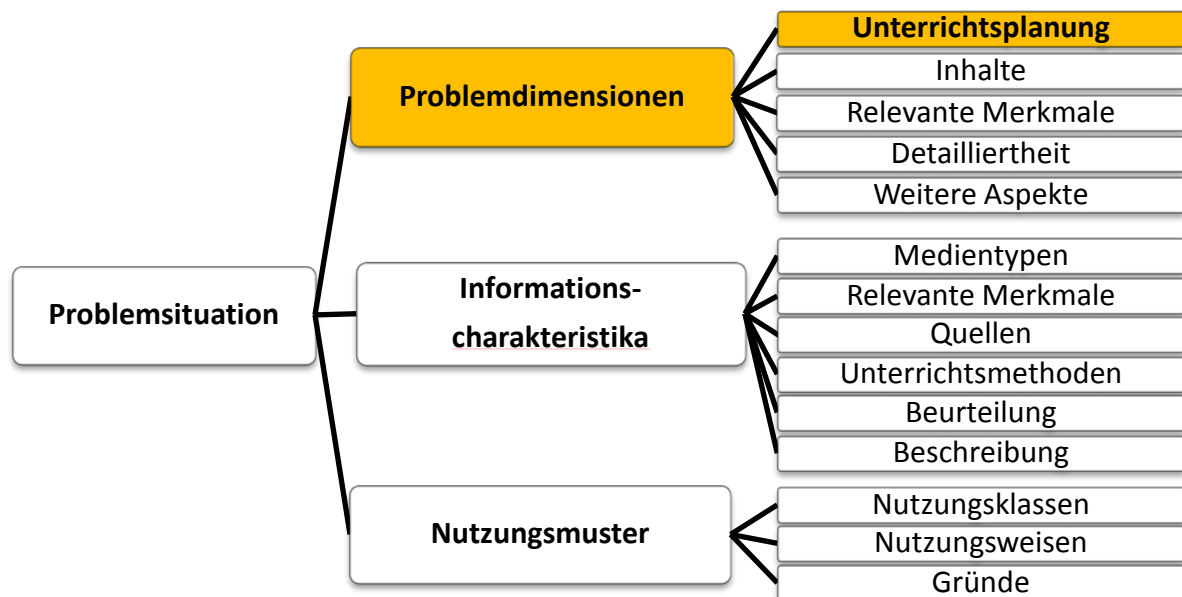 Problemsituation
Problemdimensionen
Unterrichtsplanung
Inhalte
Relevante Merkmale
Detailliertheit
Weitere Aspekte
Informations-
charakteristika
Medientypen
Relevante Merkmale
Quellen
Unterrichtsmethoden
Beurteilung
Beschreibung
Nutzungsmuster
Nutzungsklassen
Nutzungsweisen
Gründe